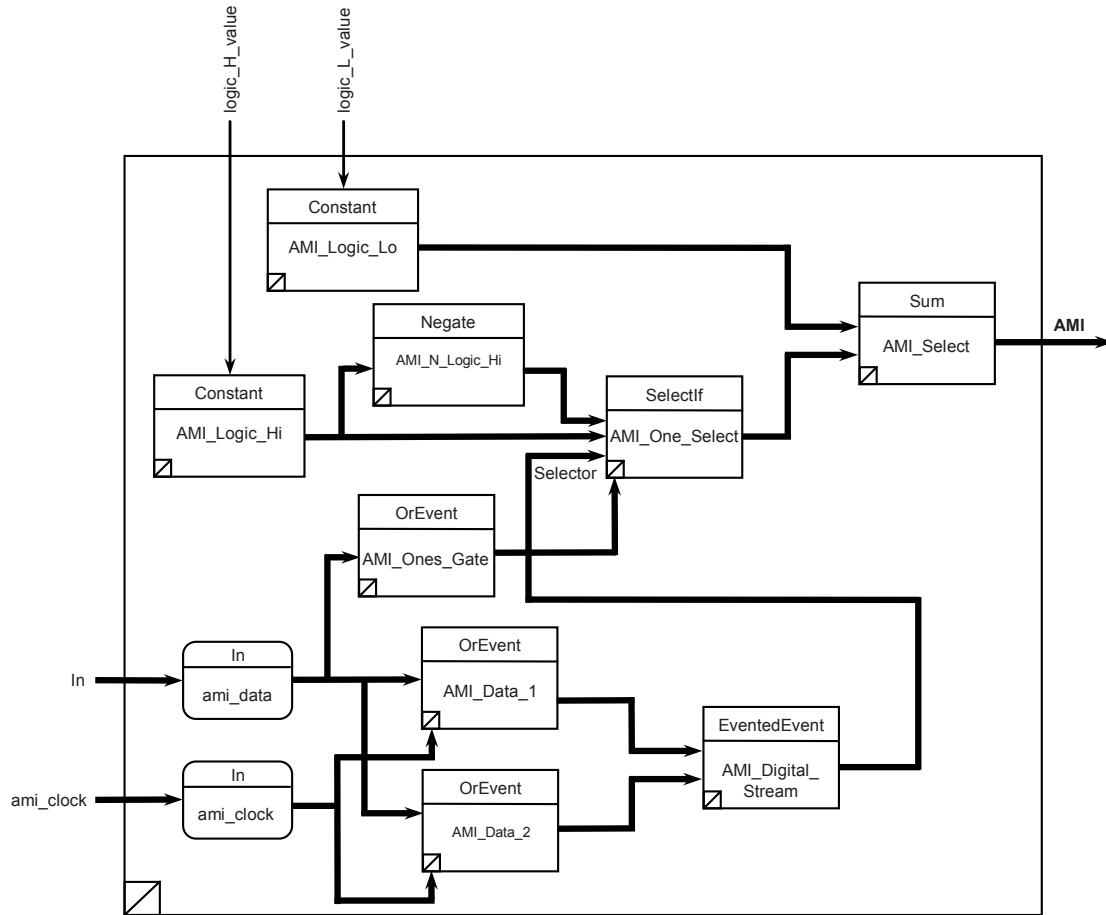 logic_H_value
logic_L_value
Constant
AMI_Logic_Lo
Negate
AMI_N_Logic_Hi
Sum
AMI_Select
AMI
Constant
AMI_Logic_Hi
SelectIf
AMI_One_Select
Selector
OrEvent
AMI_Ones_Gate
In
In
ami_data
OrEvent
AMI_Data_1
EventedEvent
AMI_Digital_
Stream
ami_clock
In
ami_clock
OrEvent
AMI_Data_2